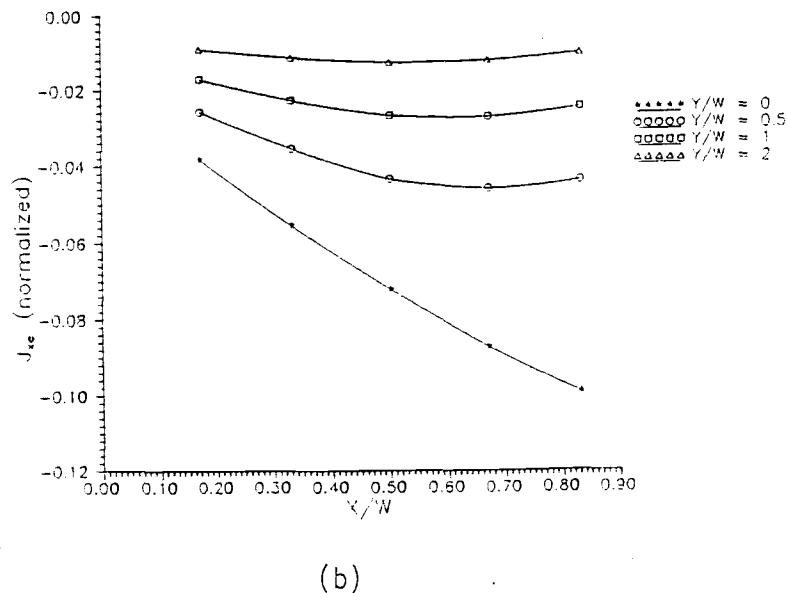 0.00
-0.02
-0.04
-0.06
-0.08
-0.10
-0.12
J_xe (normalized)
0.00 0.10 0.20 0.30 0.40 0.50 0.60 0.70 0.80 0.90
X/W
Y/W = 0
Y/W = 0.5
Y/W = 1
Y/W = 2
(b)